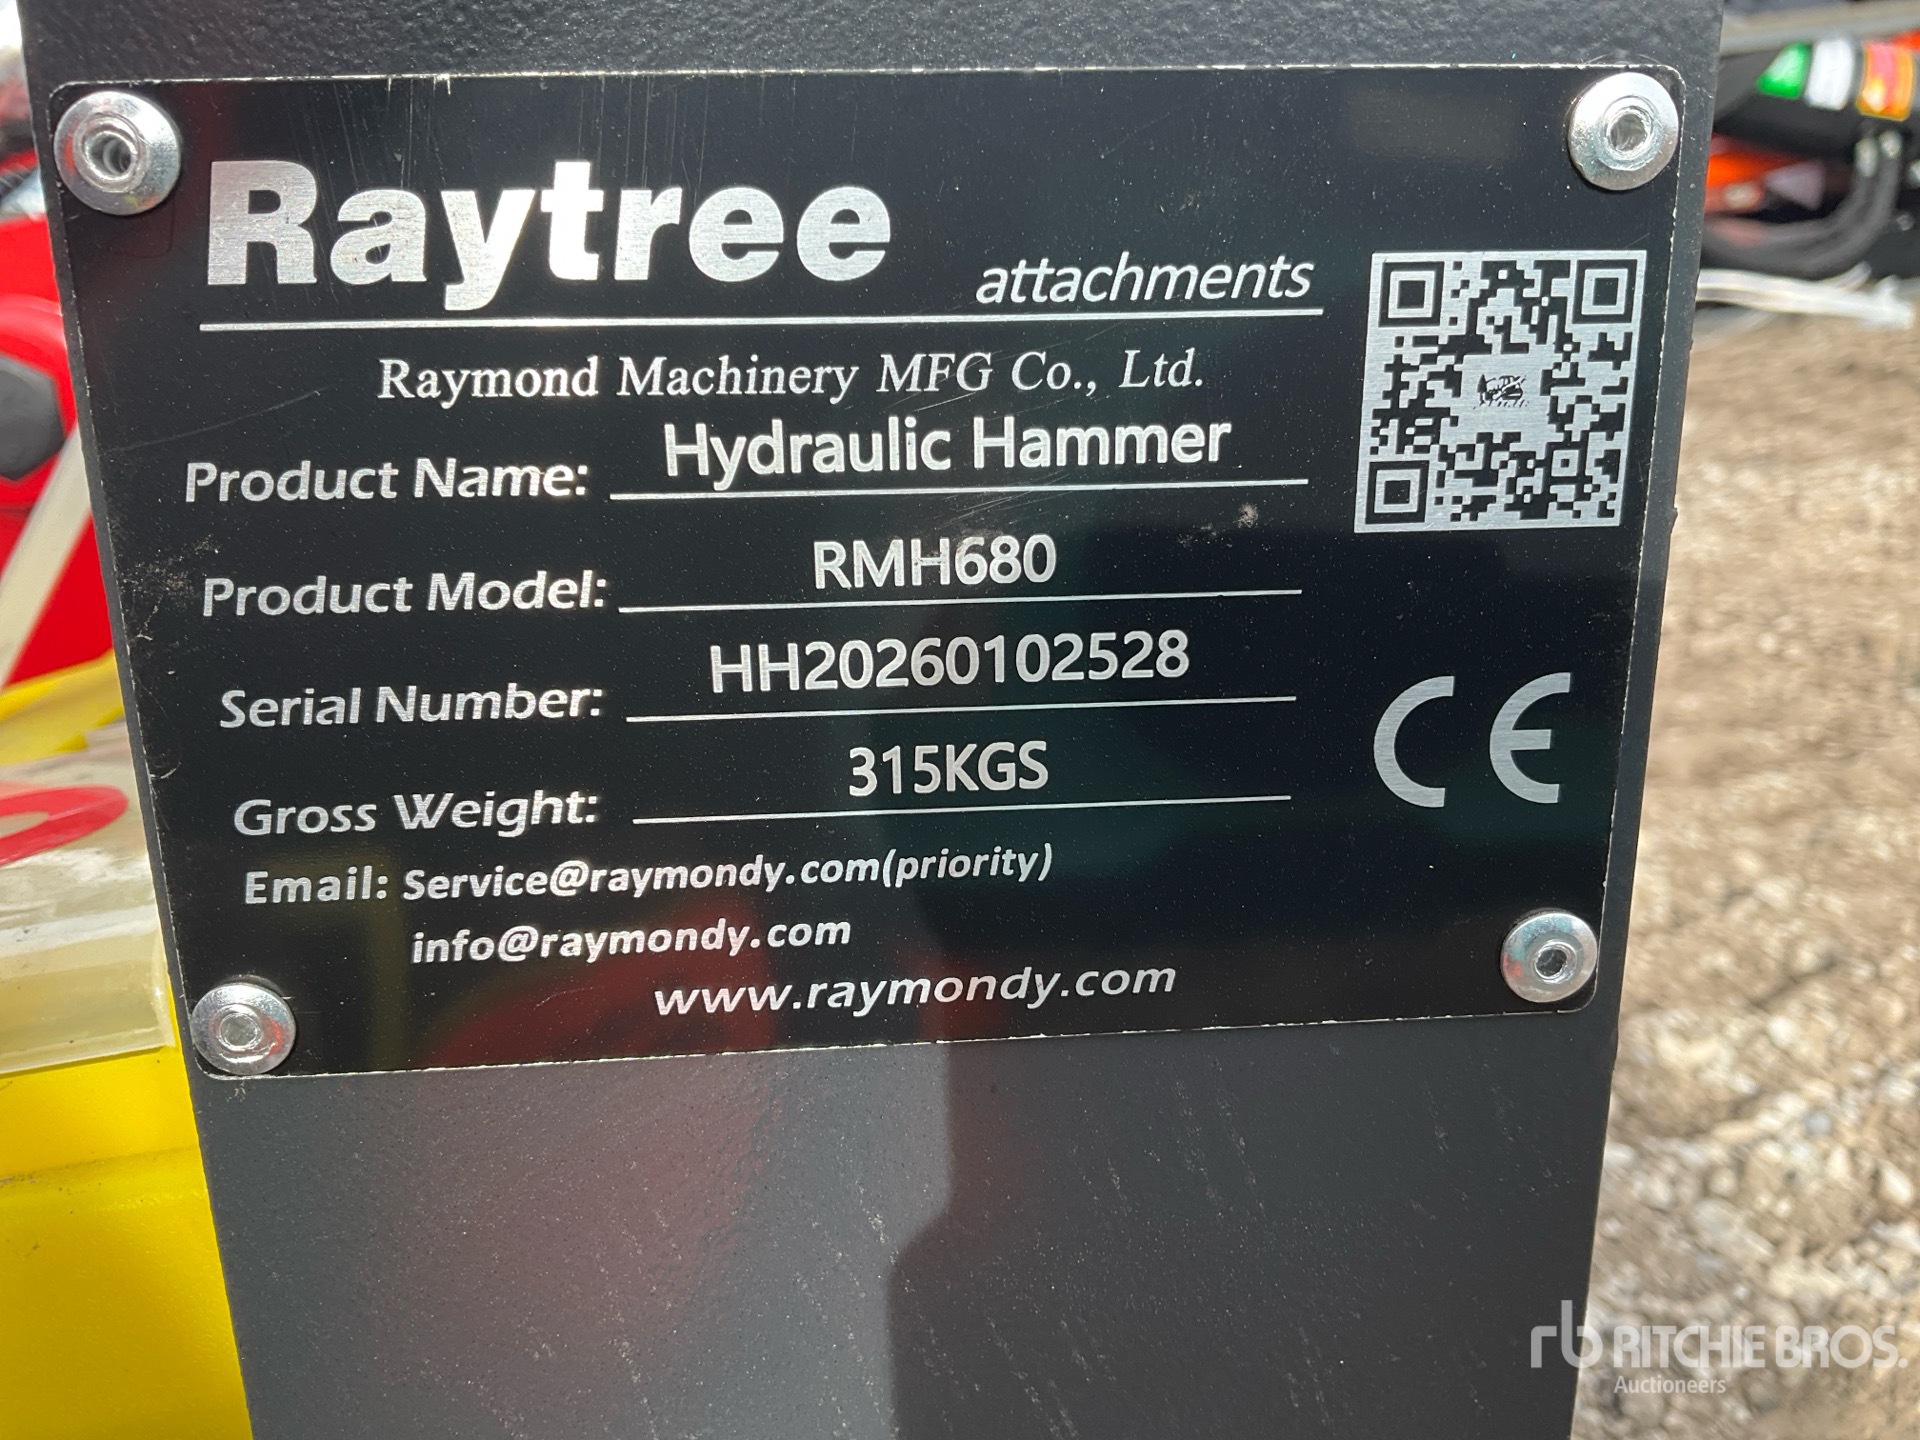 Raytree
attachments
Raymond Machinery MFG Co., Ltd.
Product Name: Hydraulic Hammer
Product Model: RMH680
Serial Number: HH20260102528
Gross Weight: 315KGS
Email: Service@raymondy.com(priority)
info@raymondy.com
www.raymondy.com
CE
rb RITCHIE BROS.
Auctioneers